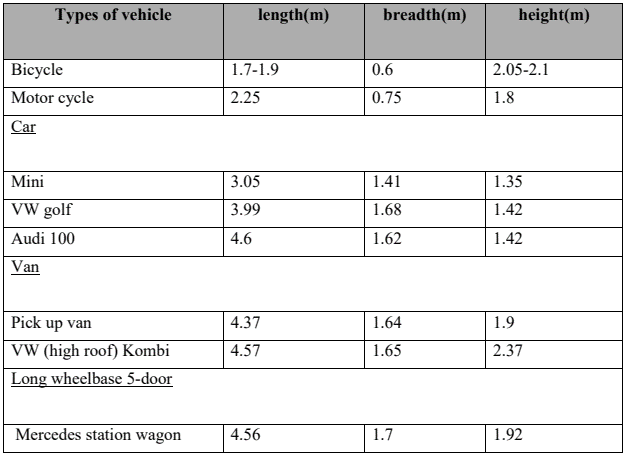 Types of vehicle length(m) breadth(m) height(m)
Bicycle 1.7-1.9 0.6 2.05-2.1
Motor cycle 2.25 0.75 1.8
Car
Mini 3.05 1.41 1.35
VW golf 3.99 1.68 1.42
Audi 100 4.6 1.62 1.42
Van
Pick up van 4.37 1.64 1.9
VW (high roof) Kombi 4.57 1.65 2.37
Long wheelbase 5-door
Mercedes station wagon 4.56 1.7 1.92